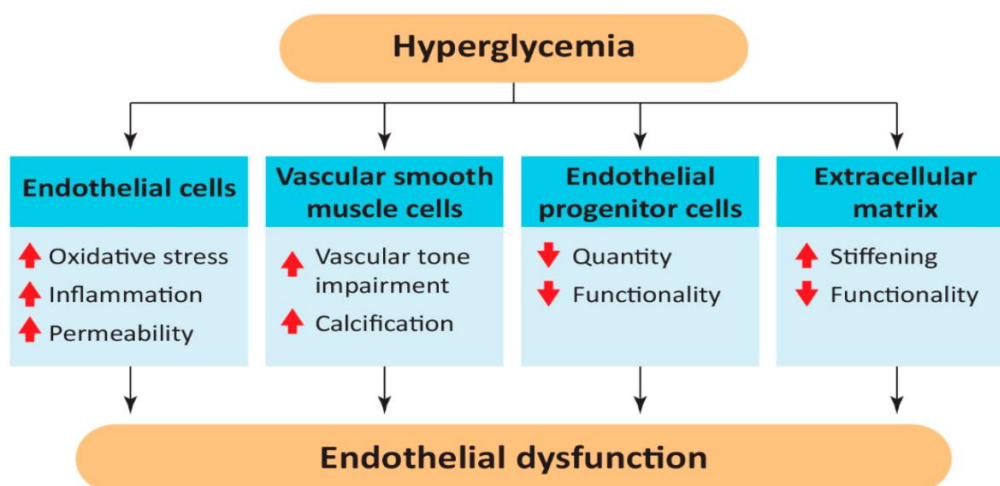 Hyperglycemia
Endothelial cells
Oxidative stress
Inflammation
Permeability
Vascular smooth
muscle cells
Vascular tone
impairment
Calcification
Endothelial
progenitor cells
Quantity
Functionality
Extracellular
matrix
Stiffening
Functionality
Endothelial dysfunction